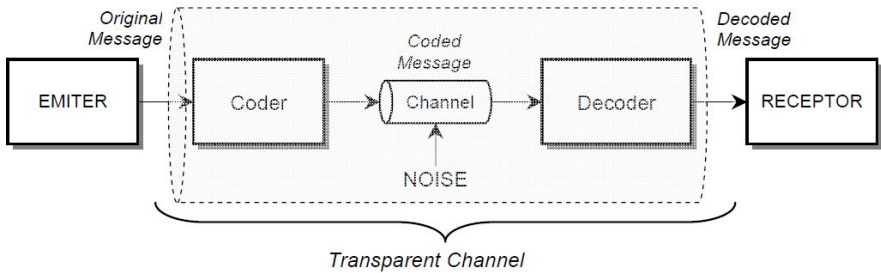 Original
Message
Coded
Message
Decoded
Message
EMITER
Coder
Channel
Decoder
RECEPTOR
NOISE
Transparent Channel